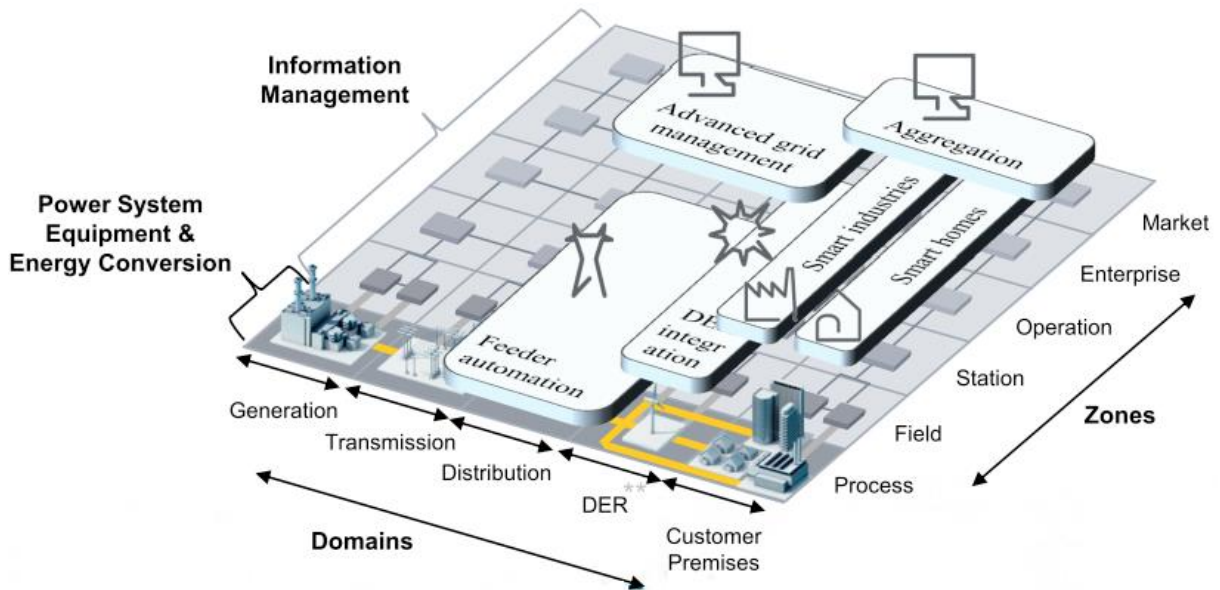 Information
Management
Power System
Equipment &
Energy Conversion
Advanced grid
management
Aggregation
Smart industries
Smart homes
Feeder
automation
DE
integr
ation
Market
Enterprise
Operation
Station
Field
Process
Zones
Generation
Transmission
Distribution
DER**
Customer
Premises
Domains